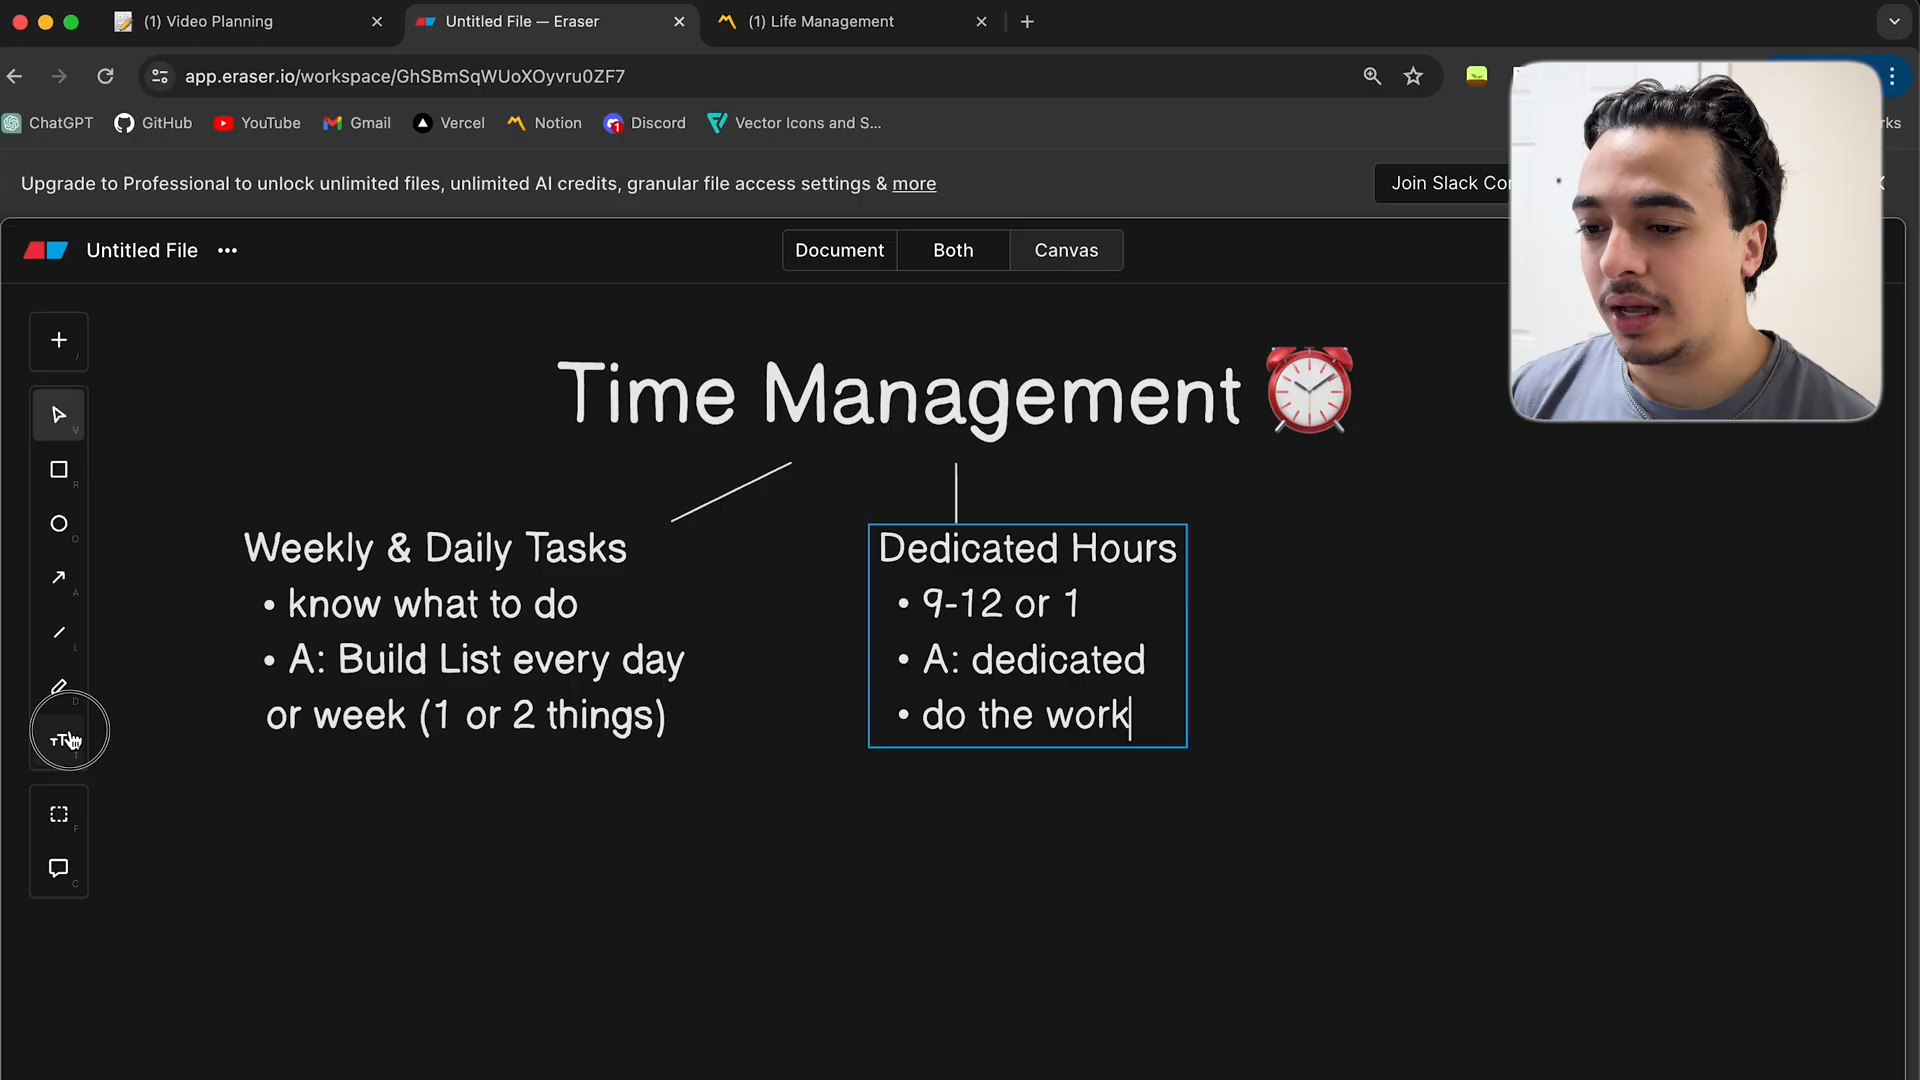 (1) Video Planning
Untitled File — Eraser
(1) Life Management
app.eraser.io/workspace/GhSBmSqWUoXOyvru0ZF7
ChatGPT
GitHub
YouTube
Gmail
Vercel
Notion
Discord
Vector Icons and S...
rks
Upgrade to Professional to unlock unlimited files, unlimited AI credits, granular file access settings & more
Join Slack Co
Untitled File
Document
Both
Canvas
/
V
R
O
A
L
D
T
F
C
Time Management
Weekly & Daily Tasks
• know what to do
• A: Build List every day
or week (1 or 2 things)
Dedicated Hours
• 9-12 or 1
• A: dedicated
• do the work